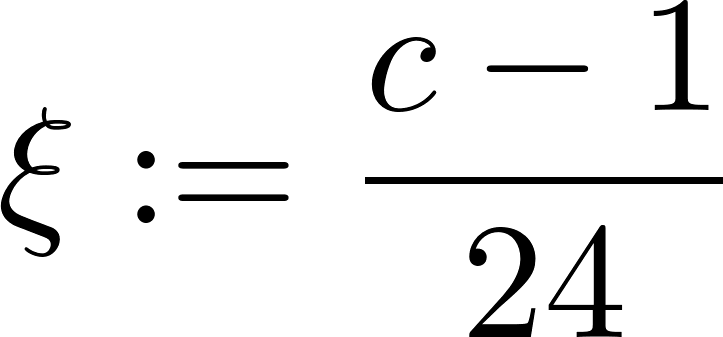 ξ := (c − 1) / 24